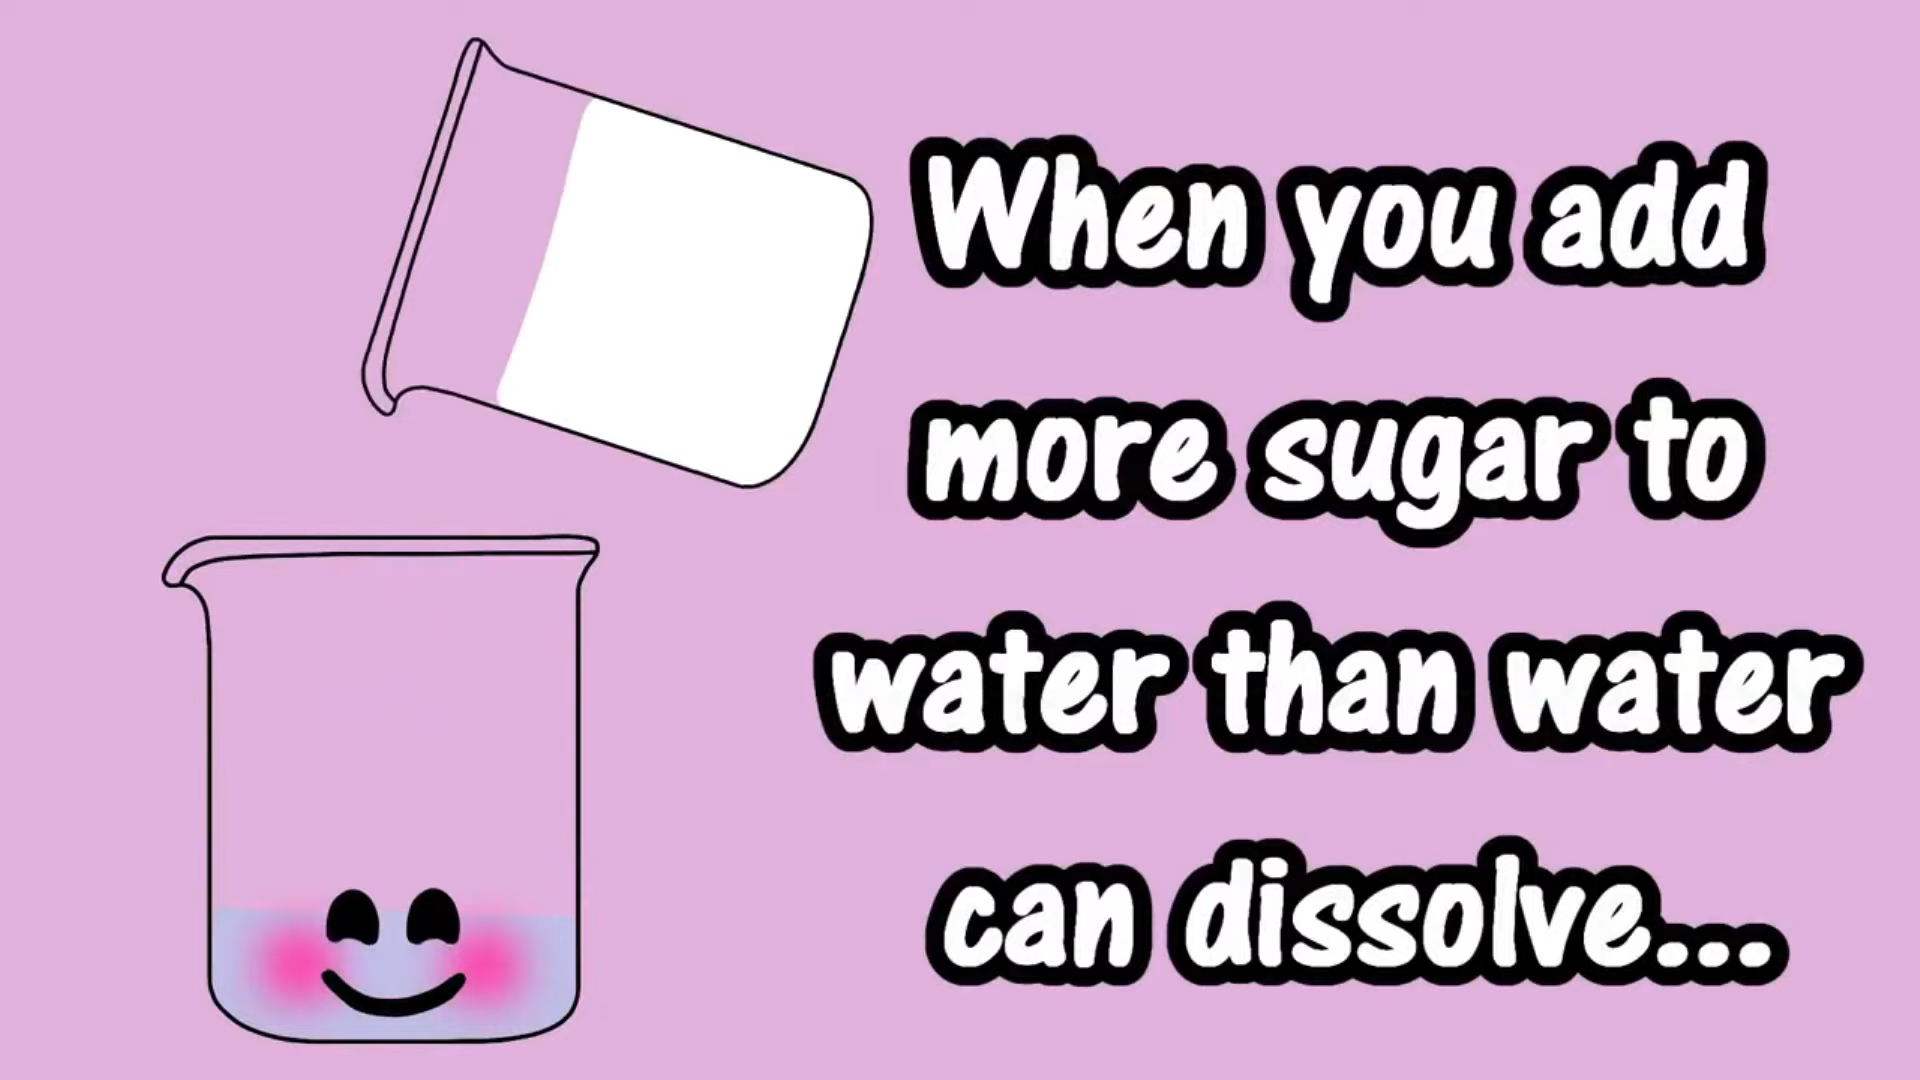 When you add
more sugar to
water than water
can dissolve...